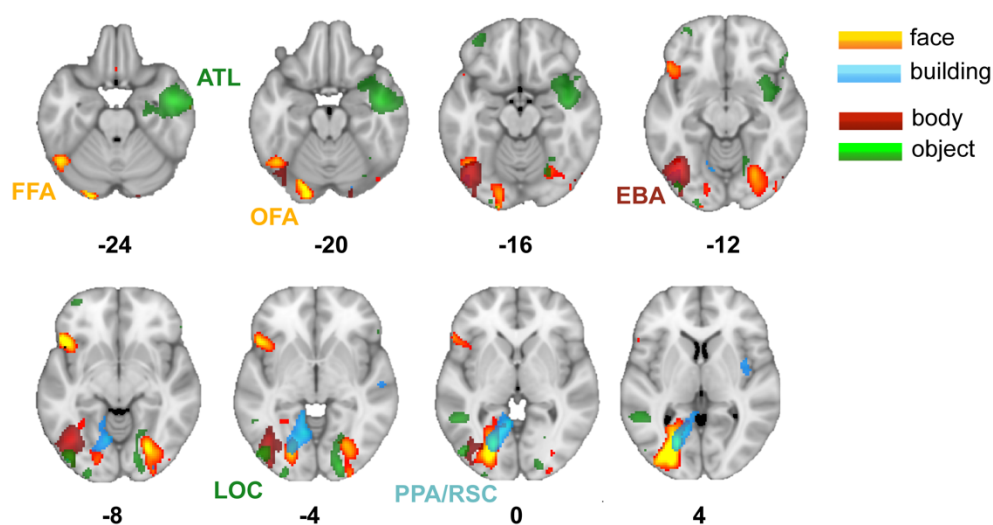 face
building
body
object
ATL
FFA
OFA
EBA
-24
-20
-16
-12
LOC
PPA/RSC
-8
-4
0
4